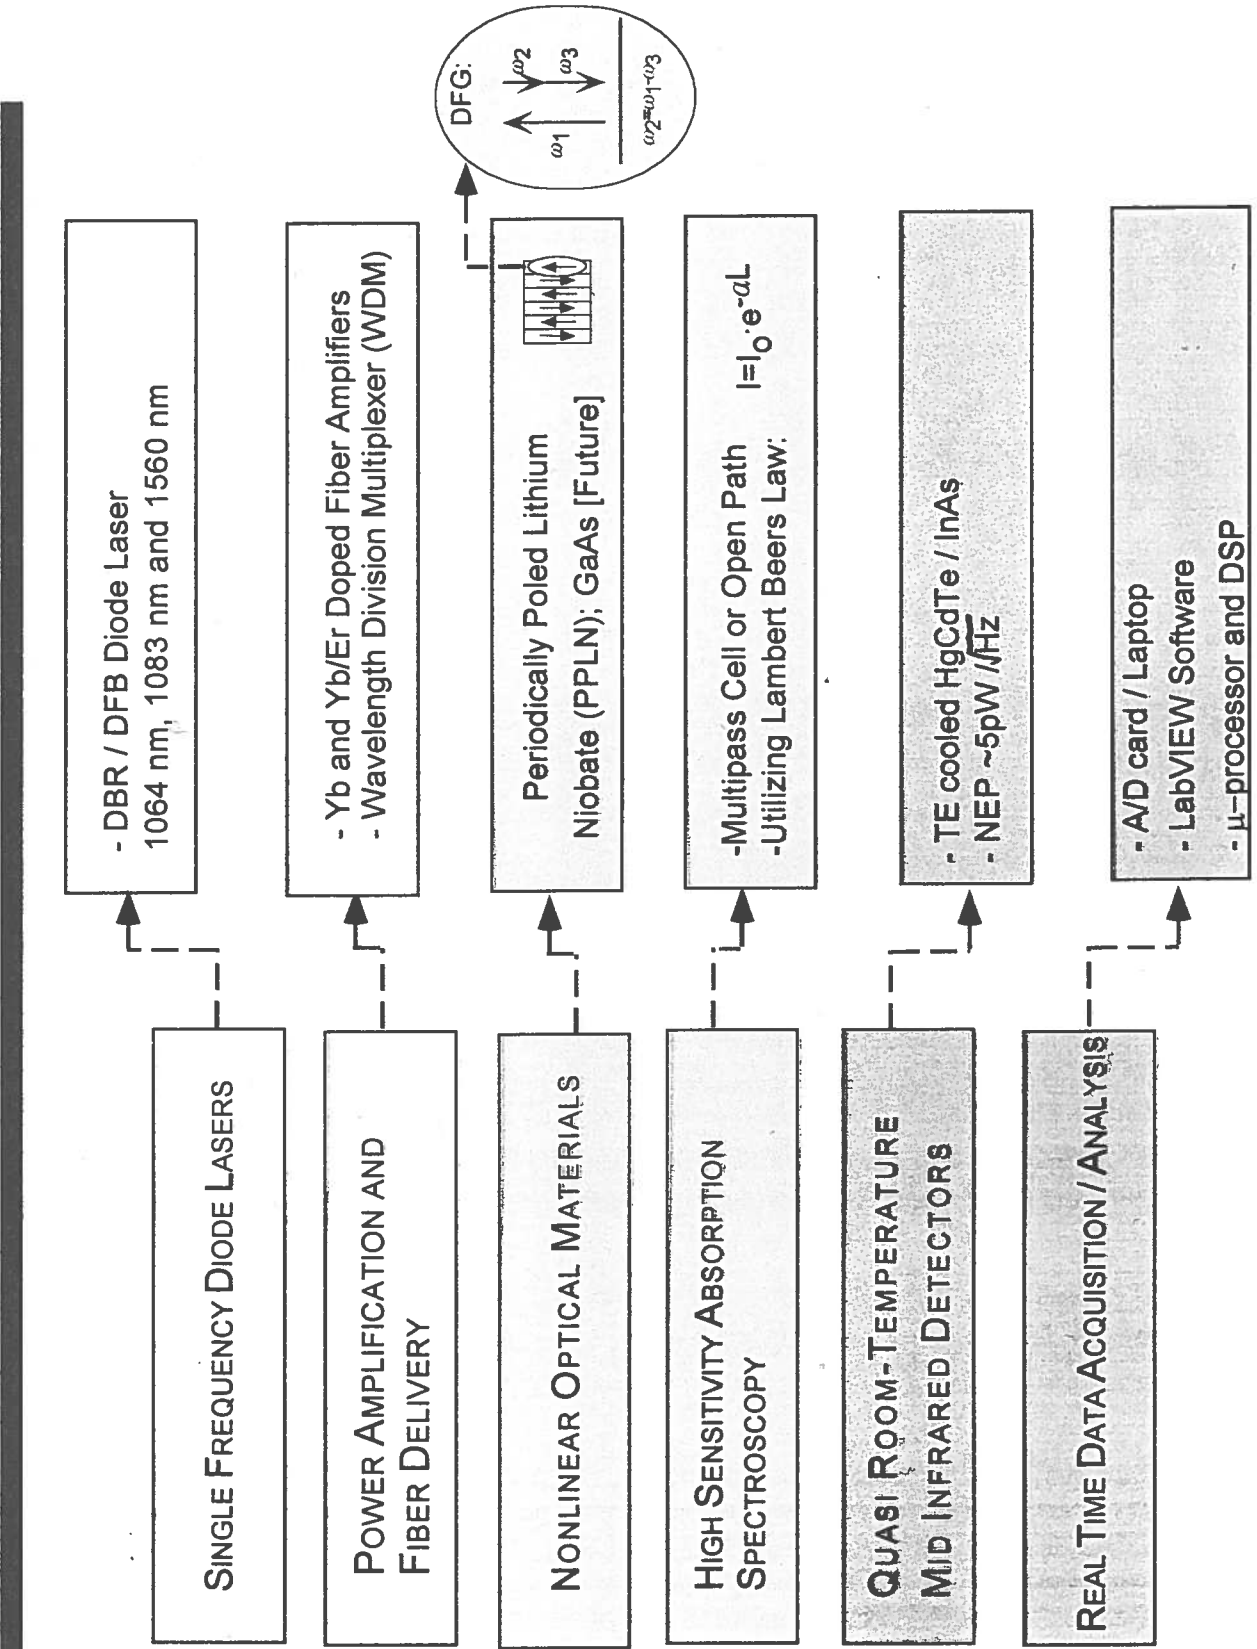 SINGLE FREQUENCY DIODE LASERS
- DBR / DFB Diode Laser
1064 nm, 1083 nm and 1560 nm
POWER AMPLIFICATION AND
FIBER DELIVERY
- Yb and Yb/Er Doped Fiber Amplifiers
- Wavelength Division Multiplexer (WDM)
NONLINEAR OPTICAL MATERIALS
Periodically Poled Lithium
Niobate (PPLN); GaAs [Future]
DFG:
ω1
ω2
ω3
ω2=ω1-ω3
HIGH SENSITIVITY ABSORPTION
SPECTROSCOPY
-Multipass Cell or Open Path
-Utilizing Lambert Beers Law: I=I₀·e^-αL
QUASI ROOM-TEMPERATURE
MID INFRARED DETECTORS
- TE cooled HgCdTe / InAs
- NEP ~5pW /√Hz
REAL TIME DATA ACQUISITION / ANALYSIS
- A/D card / Laptop
- LabVIEW Software
- μ-processor and DSP